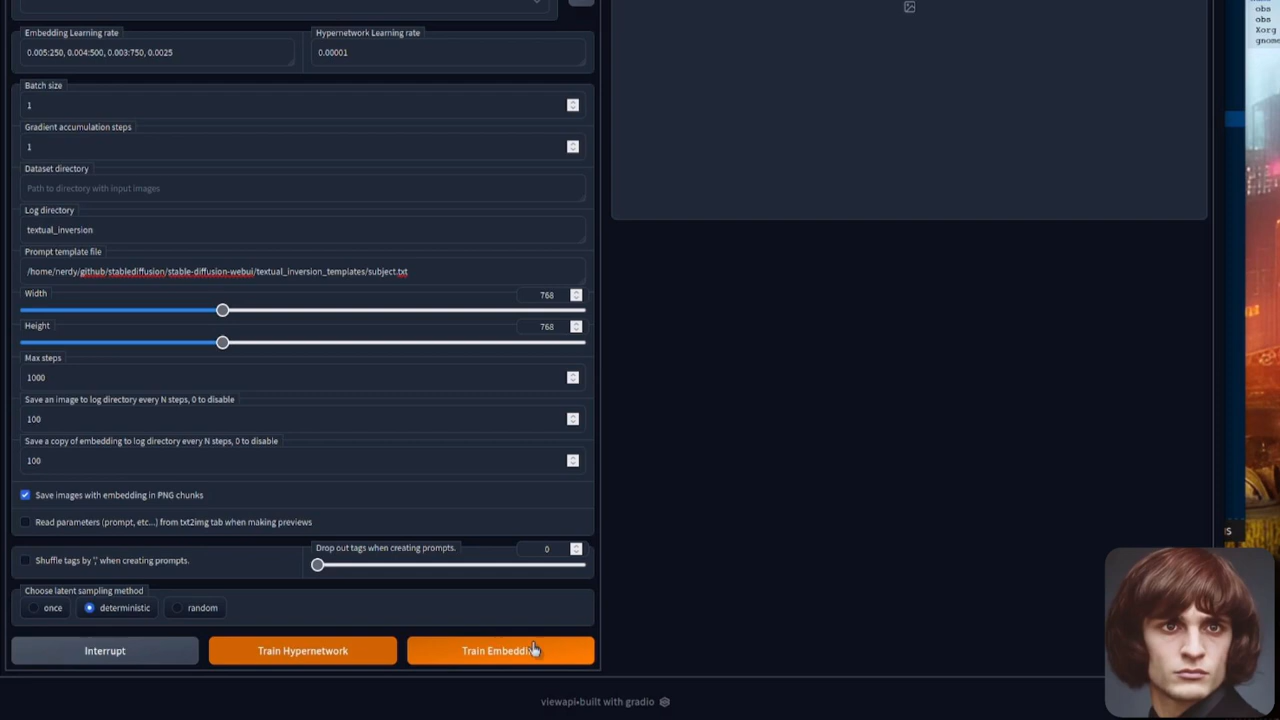 Embedding Learning rate
0.005:250, 0.004:500, 0.003:750, 0.0025
Hypernetwork Learning rate
0.00001
Batch size
1
Gradient accumulation steps
1
Dataset directory
Path to directory with input images
Log directory
textual_inversion
Prompt template file
/home/nerdy/github/stablediffusion/stable-diffusion-webui/textual_inversion_templates/subject.txt
Width
768
Height
768
Max steps
1000
Save an image to log directory every N steps, 0 to disable
100
Save a copy of embedding to log directory every N steps, 0 to disable
100
Save images with embedding in PNG chunks
Read parameters (prompt, etc...) from txt2img tab when making previews
Shuffle tags by ',' when creating prompts.
Drop out tags when creating prompts.
0
Choose latent sampling method
once
deterministic
random
Interrupt
Train Hypernetwork
Train
view api • built with gradio
obs
obs
Xorg